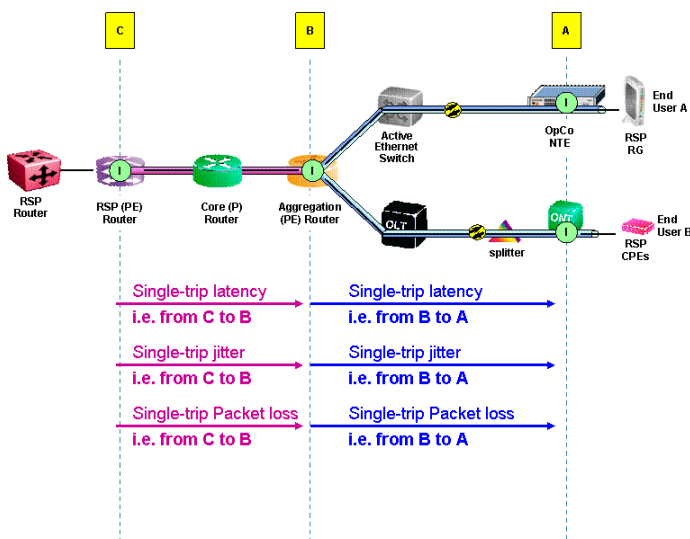 C
B
A
I
I
I
I
Active
Ethernet
Switch
OpCo
NTE
RSP
RG
End
User A
RSP
Router
RSP (PE)
Router
Core (P)
Router
Aggregation
(PE) Router
OLT
splitter
ONT
RSP
CPEs
End
User B
Single-trip latency
i.e. from C to B
Single-trip latency
i.e. from B to A
Single-trip jitter
i.e. from C to B
Single-trip jitter
i.e. from B to A
Single-trip Packet loss
i.e. from C to B
Single-trip Packet loss
i.e. from B to A